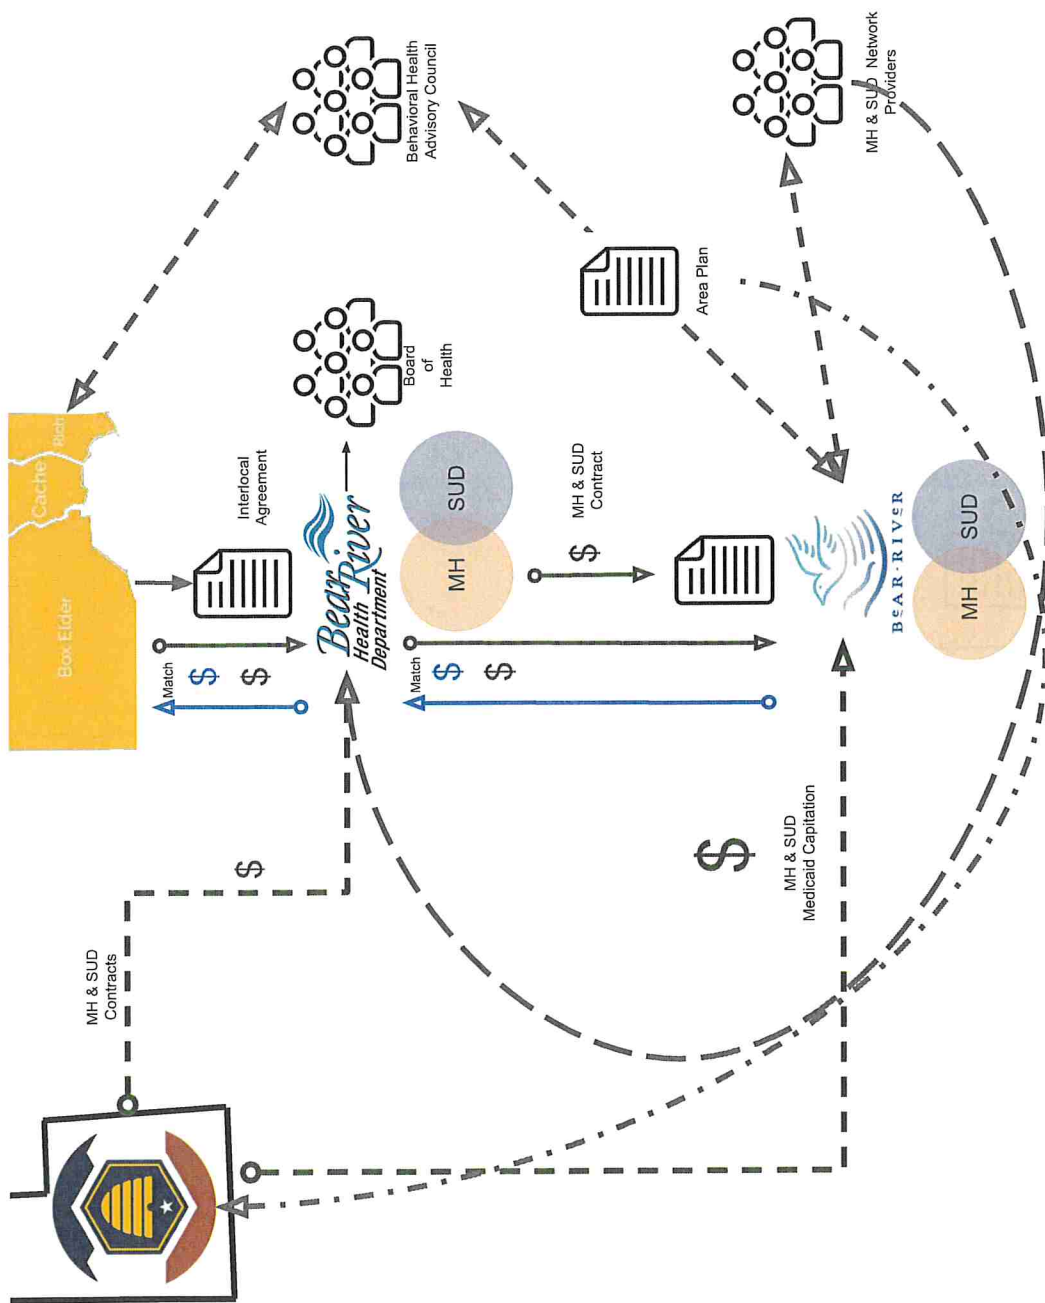 Box Elder
Cache
Rich
MH & SUD
Contracts
$
Match
$
$
Interlocal
Agreement
Bear River
Health
Department
Board
of
Health
Behavioral Health
Advisory Council
MH
SUD
Match
$
$
$
MH & SUD
Contract
Area Plan
MH & SUD Network
Providers
$
MH & SUD
Medicaid Capitation
BEAR·RIVER
MH
SUD